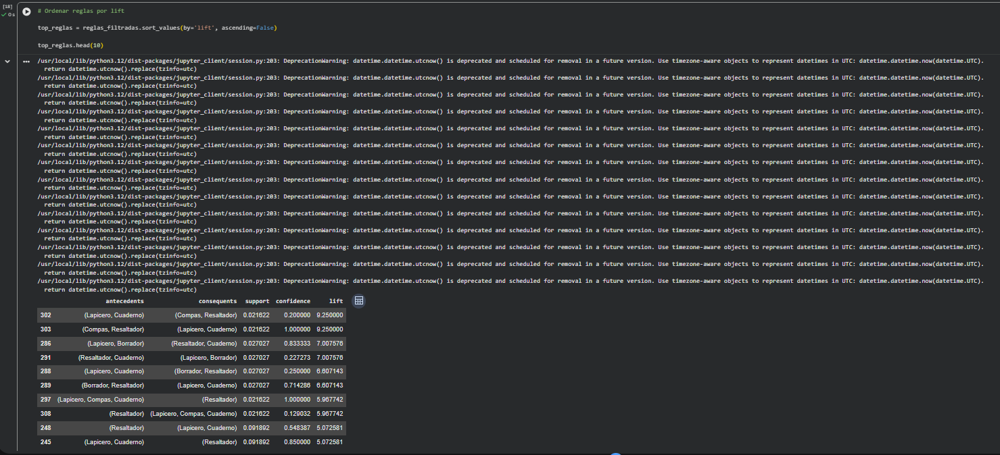 [18]
0 s
# Ordenar reglas por lift
top_reglas = reglas_filtradas.sort_values(by='lift', ascending=False)
top_reglas.head(10)
/usr/local/lib/python3.12/dist-packages/jupyter_client/session.py:203: DeprecationWarning: datetime.datetime.utcnow() is deprecated and scheduled for removal in a future version. Use timezone-aware objects to represent datetimes in UTC: datetime.datetime.now(datetime.UTC).
return datetime.utcnow().replace(tzinfo=utc)
/usr/local/lib/python3.12/dist-packages/jupyter_client/session.py:203: DeprecationWarning: datetime.datetime.utcnow() is deprecated and scheduled for removal in a future version. Use timezone-aware objects to represent datetimes in UTC: datetime.datetime.now(datetime.UTC).
return datetime.utcnow().replace(tzinfo=utc)
/usr/local/lib/python3.12/dist-packages/jupyter_client/session.py:203: DeprecationWarning: datetime.datetime.utcnow() is deprecated and scheduled for removal in a future version. Use timezone-aware objects to represent datetimes in UTC: datetime.datetime.now(datetime.UTC).
return datetime.utcnow().replace(tzinfo=utc)
/usr/local/lib/python3.12/dist-packages/jupyter_client/session.py:203: DeprecationWarning: datetime.datetime.utcnow() is deprecated and scheduled for removal in a future version. Use timezone-aware objects to represent datetimes in UTC: datetime.datetime.now(datetime.UTC).
return datetime.utcnow().replace(tzinfo=utc)
/usr/local/lib/python3.12/dist-packages/jupyter_client/session.py:203: DeprecationWarning: datetime.datetime.utcnow() is deprecated and scheduled for removal in a future version. Use timezone-aware objects to represent datetimes in UTC: datetime.datetime.now(datetime.UTC).
return datetime.utcnow().replace(tzinfo=utc)
/usr/local/lib/python3.12/dist-packages/jupyter_client/session.py:203: DeprecationWarning: datetime.datetime.utcnow() is deprecated and scheduled for removal in a future version. Use timezone-aware objects to represent datetimes in UTC: datetime.datetime.now(datetime.UTC).
return datetime.utcnow().replace(tzinfo=utc)
/usr/local/lib/python3.12/dist-packages/jupyter_client/session.py:203: DeprecationWarning: datetime.datetime.utcnow() is deprecated and scheduled for removal in a future version. Use timezone-aware objects to represent datetimes in UTC: datetime.datetime.now(datetime.UTC).
return datetime.utcnow().replace(tzinfo=utc)
/usr/local/lib/python3.12/dist-packages/jupyter_client/session.py:203: DeprecationWarning: datetime.datetime.utcnow() is deprecated and scheduled for removal in a future version. Use timezone-aware objects to represent datetimes in UTC: datetime.datetime.now(datetime.UTC).
return datetime.utcnow().replace(tzinfo=utc)
/usr/local/lib/python3.12/dist-packages/jupyter_client/session.py:203: DeprecationWarning: datetime.datetime.utcnow() is deprecated and scheduled for removal in a future version. Use timezone-aware objects to represent datetimes in UTC: datetime.datetime.now(datetime.UTC).
return datetime.utcnow().replace(tzinfo=utc)
/usr/local/lib/python3.12/dist-packages/jupyter_client/session.py:203: DeprecationWarning: datetime.datetime.utcnow() is deprecated and scheduled for removal in a future version. Use timezone-aware objects to represent datetimes in UTC: datetime.datetime.now(datetime.UTC).
return datetime.utcnow().replace(tzinfo=utc)
/usr/local/lib/python3.12/dist-packages/jupyter_client/session.py:203: DeprecationWarning: datetime.datetime.utcnow() is deprecated and scheduled for removal in a future version. Use timezone-aware objects to represent datetimes in UTC: datetime.datetime.now(datetime.UTC).
return datetime.utcnow().replace(tzinfo=utc)
/usr/local/lib/python3.12/dist-packages/jupyter_client/session.py:203: DeprecationWarning: datetime.datetime.utcnow() is deprecated and scheduled for removal in a future version. Use timezone-aware objects to represent datetimes in UTC: datetime.datetime.now(datetime.UTC).
return datetime.utcnow().replace(tzinfo=utc)
/usr/local/lib/python3.12/dist-packages/jupyter_client/session.py:203: DeprecationWarning: datetime.datetime.utcnow() is deprecated and scheduled for removal in a future version. Use timezone-aware objects to represent datetimes in UTC: datetime.datetime.now(datetime.UTC).
return datetime.utcnow().replace(tzinfo=utc)
/usr/local/lib/python3.12/dist-packages/jupyter_client/session.py:203: DeprecationWarning: datetime.datetime.utcnow() is deprecated and scheduled for removal in a future version. Use timezone-aware objects to represent datetimes in UTC: datetime.datetime.now(datetime.UTC).
return datetime.utcnow().replace(tzinfo=utc)
antecedents consequents support confidence lift
302 (Lapicero, Cuaderno) (Compas, Resaltador) 0.021622 0.200000 9.250000
303 (Compas, Resaltador) (Lapicero, Cuaderno) 0.021622 1.000000 9.250000
286 (Lapicero, Borrador) (Resaltador, Cuaderno) 0.027027 0.833333 7.007576
291 (Resaltador, Cuaderno) (Lapicero, Borrador) 0.027027 0.227273 7.007576
288 (Lapicero, Cuaderno) (Borrador, Resaltador) 0.027027 0.250000 6.607143
289 (Borrador, Resaltador) (Lapicero, Cuaderno) 0.027027 0.714286 6.607143
297 (Lapicero, Compas, Cuaderno) (Resaltador) 0.021622 1.000000 5.967742
308 (Resaltador) (Lapicero, Compas, Cuaderno) 0.021622 0.129032 5.967742
248 (Resaltador) (Lapicero, Cuaderno) 0.091892 0.548387 5.072581
245 (Lapicero, Cuaderno) (Resaltador) 0.091892 0.850000 5.072581